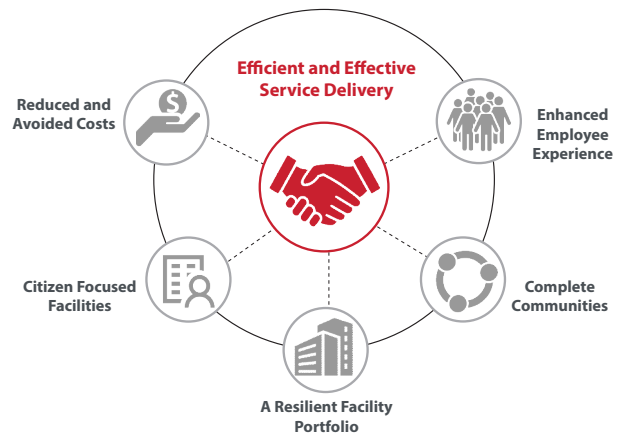 Efficient and Effective
Service Delivery
Reduced and
Avoided Costs
$
Enhanced
Employee
Experience
Citizen Focused
Facilities
Complete
Communities
A Resilient Facility
Portfolio